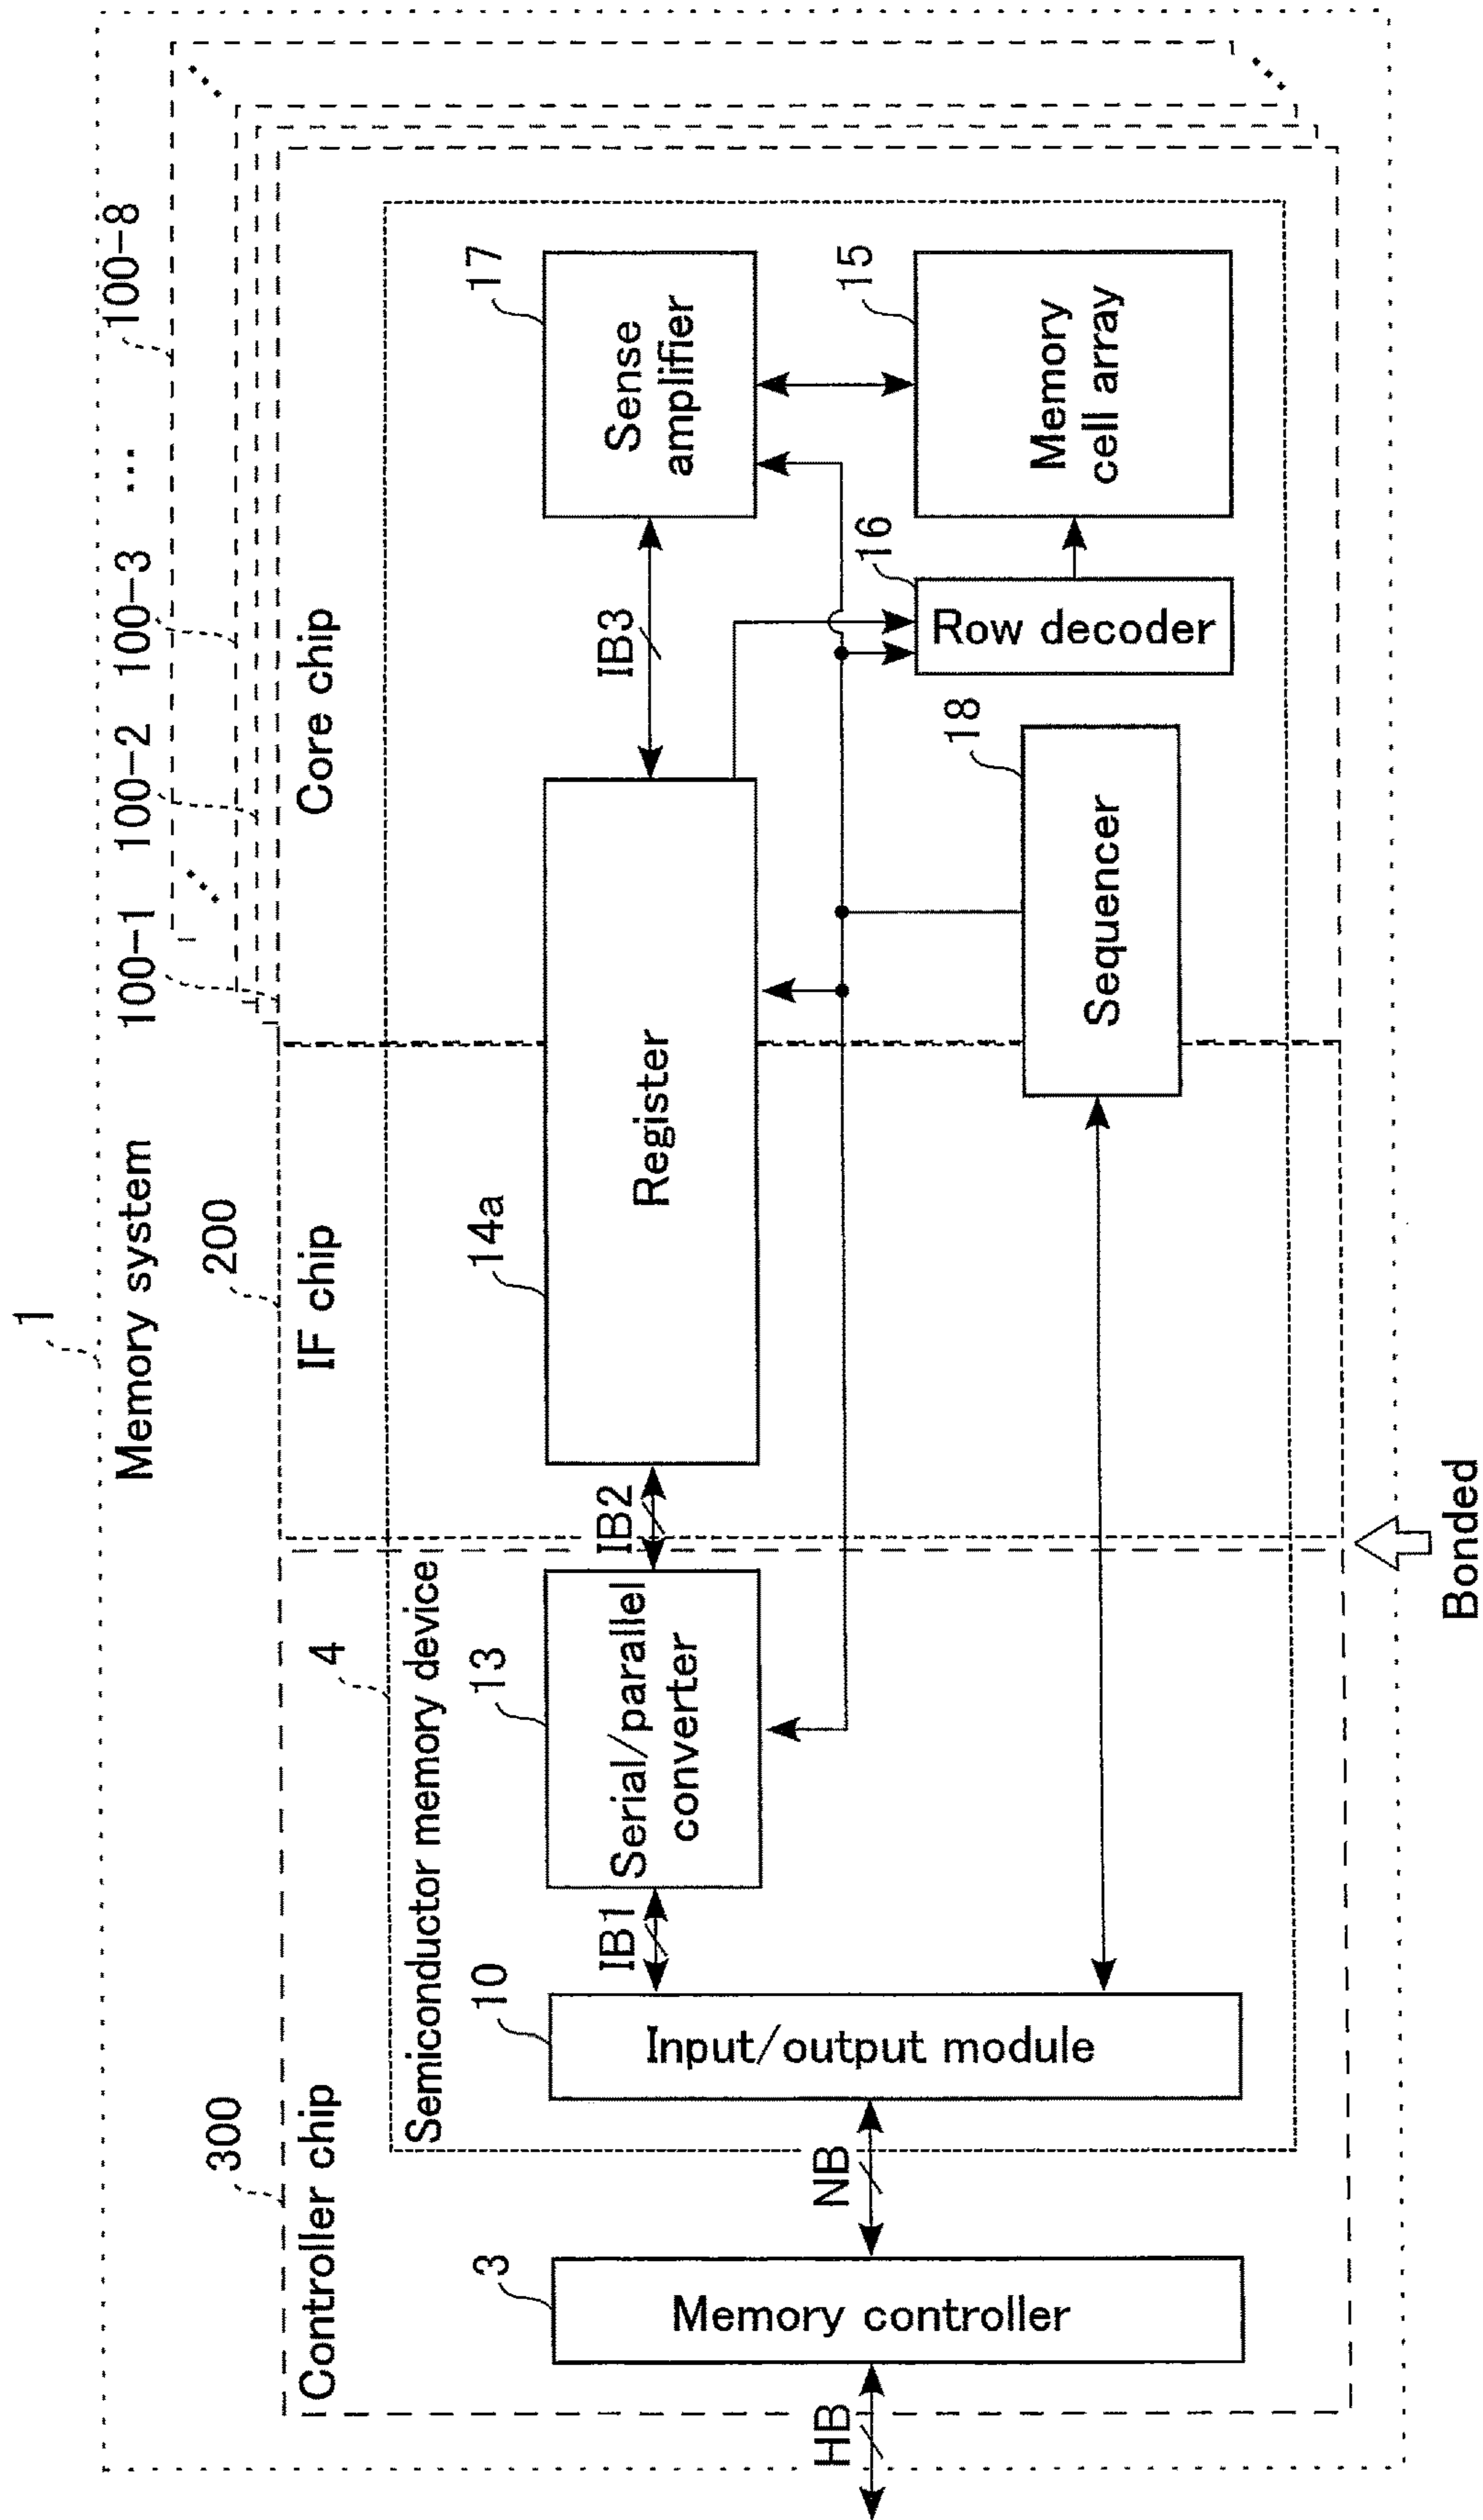 1
Memory system
100-1
100-2
100-3
...
100-8
200
300
Controller chip
IF chip
Core chip
4
Semiconductor memory device
HB
3
Memory controller
NB
10
Input/output module
IB1
13
Serial/parallel
converter
IB2
14a
Register
IB3
17
Sense
amplifier
15
Memory
cell array
16
Row decoder
18
Sequencer
Bonded